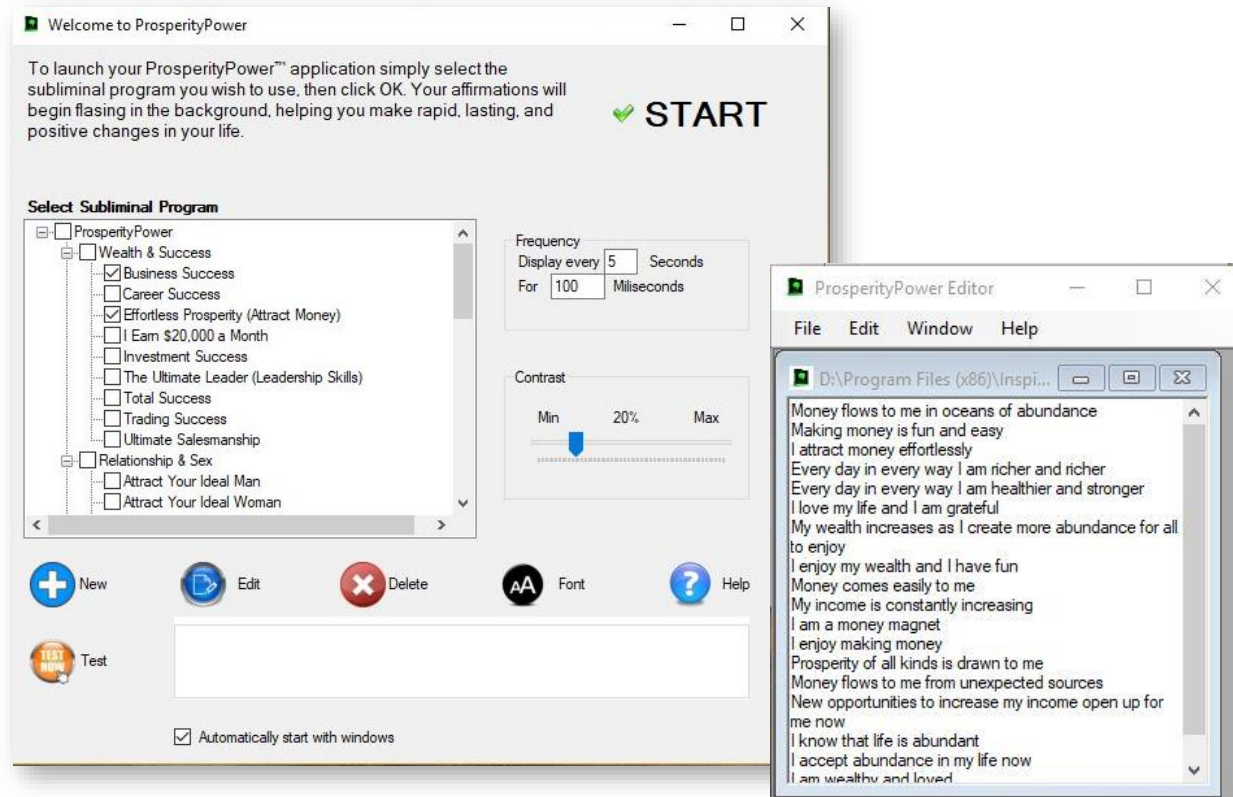 Welcome to ProsperityPower
To launch your ProsperityPower™ application simply select the
subliminal program you wish to use, then click OK. Your affirmations will
begin flasing in the background, helping you make rapid, lasting, and
positive changes in your life.
START
Select Subliminal Program
ProsperityPower
Wealth & Success
Business Success
Career Success
Effortless Prosperity (Attract Money)
I Earn $20,000 a Month
Investment Success
The Ultimate Leader (Leadership Skills)
Total Success
Trading Success
Ultimate Salesmanship
Relationship & Sex
Attract Your Ideal Man
Attract Your Ideal Woman
Frequency
Display every 5 Seconds
For 100 Miliseconds
Contrast
Min 20% Max
New
Edit
Delete
AA
Font
?
Help
TEST NOW
Test
Automatically start with windows
ProsperityPower Editor
File Edit Window Help
D:\Program Files (x86)\Inspi...
Money flows to me in oceans of abundance
Making money is fun and easy
I attract money effortlessly
Every day in every way I am richer and richer
Every day in every way I am healthier and stronger
I love my life and I am grateful
My wealth increases as I create more abundance for all
to enjoy
I enjoy my wealth and I have fun
Money comes easily to me
My income is constantly increasing
I am a money magnet
I enjoy making money
Prosperity of all kinds is drawn to me
Money flows to me from unexpected sources
New opportunities to increase my income open up for
me now
I know that life is abundant
I accept abundance in my life now
I am wealthy and loved